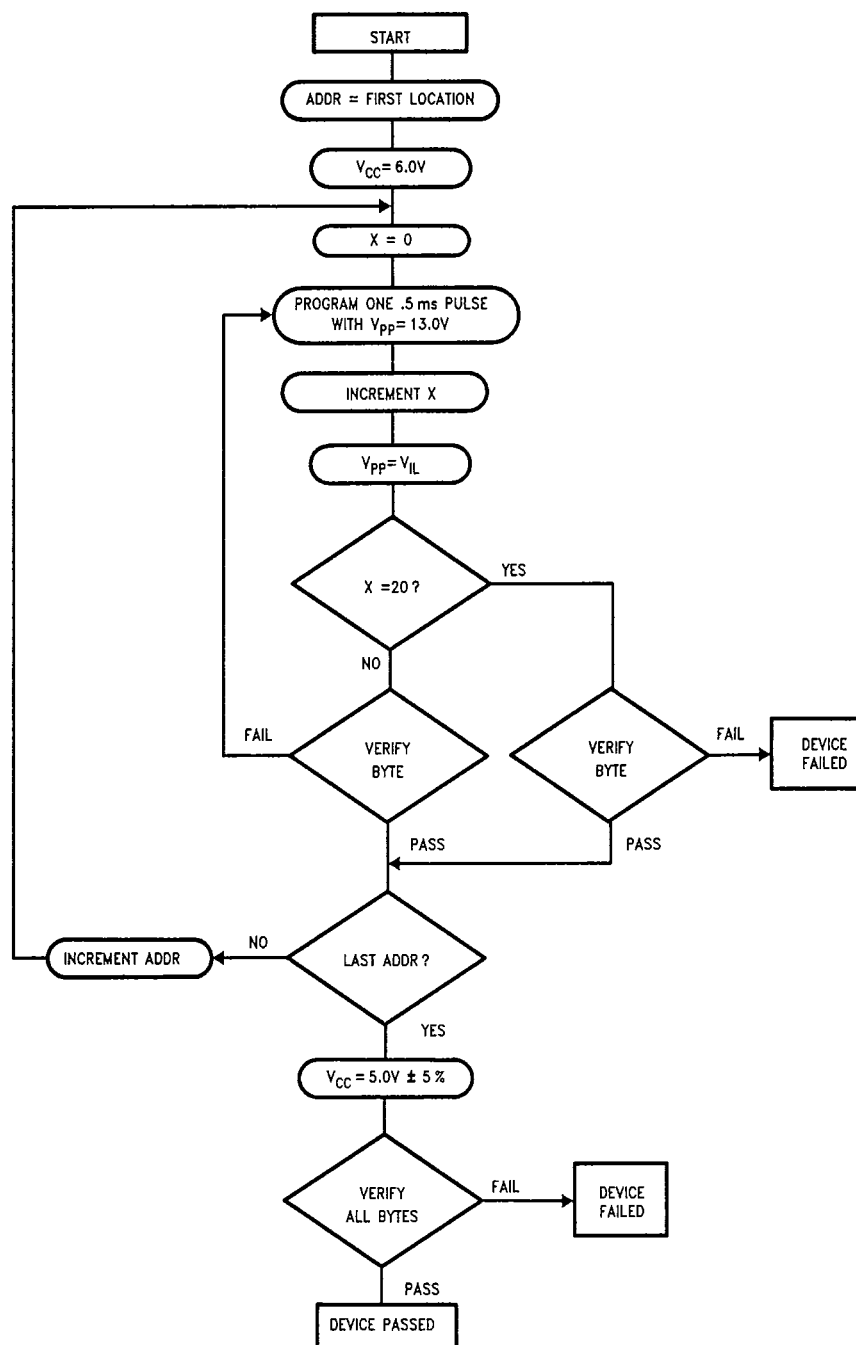 START
ADDR = FIRST LOCATION
VCC = 6.0V
X = 0
PROGRAM ONE .5 ms PULSE
WITH VPP = 13.0V
INCREMENT X
VPP = VIL
X = 20 ?
YES
NO
FAIL
VERIFY
BYTE
VERIFY
BYTE
FAIL
DEVICE
FAILED
PASS
PASS
INCREMENT ADDR
NO
LAST ADDR ?
YES
VCC = 5.0V ± 5 %
VERIFY
ALL BYTES
FAIL
DEVICE
FAILED
PASS
DEVICE PASSED